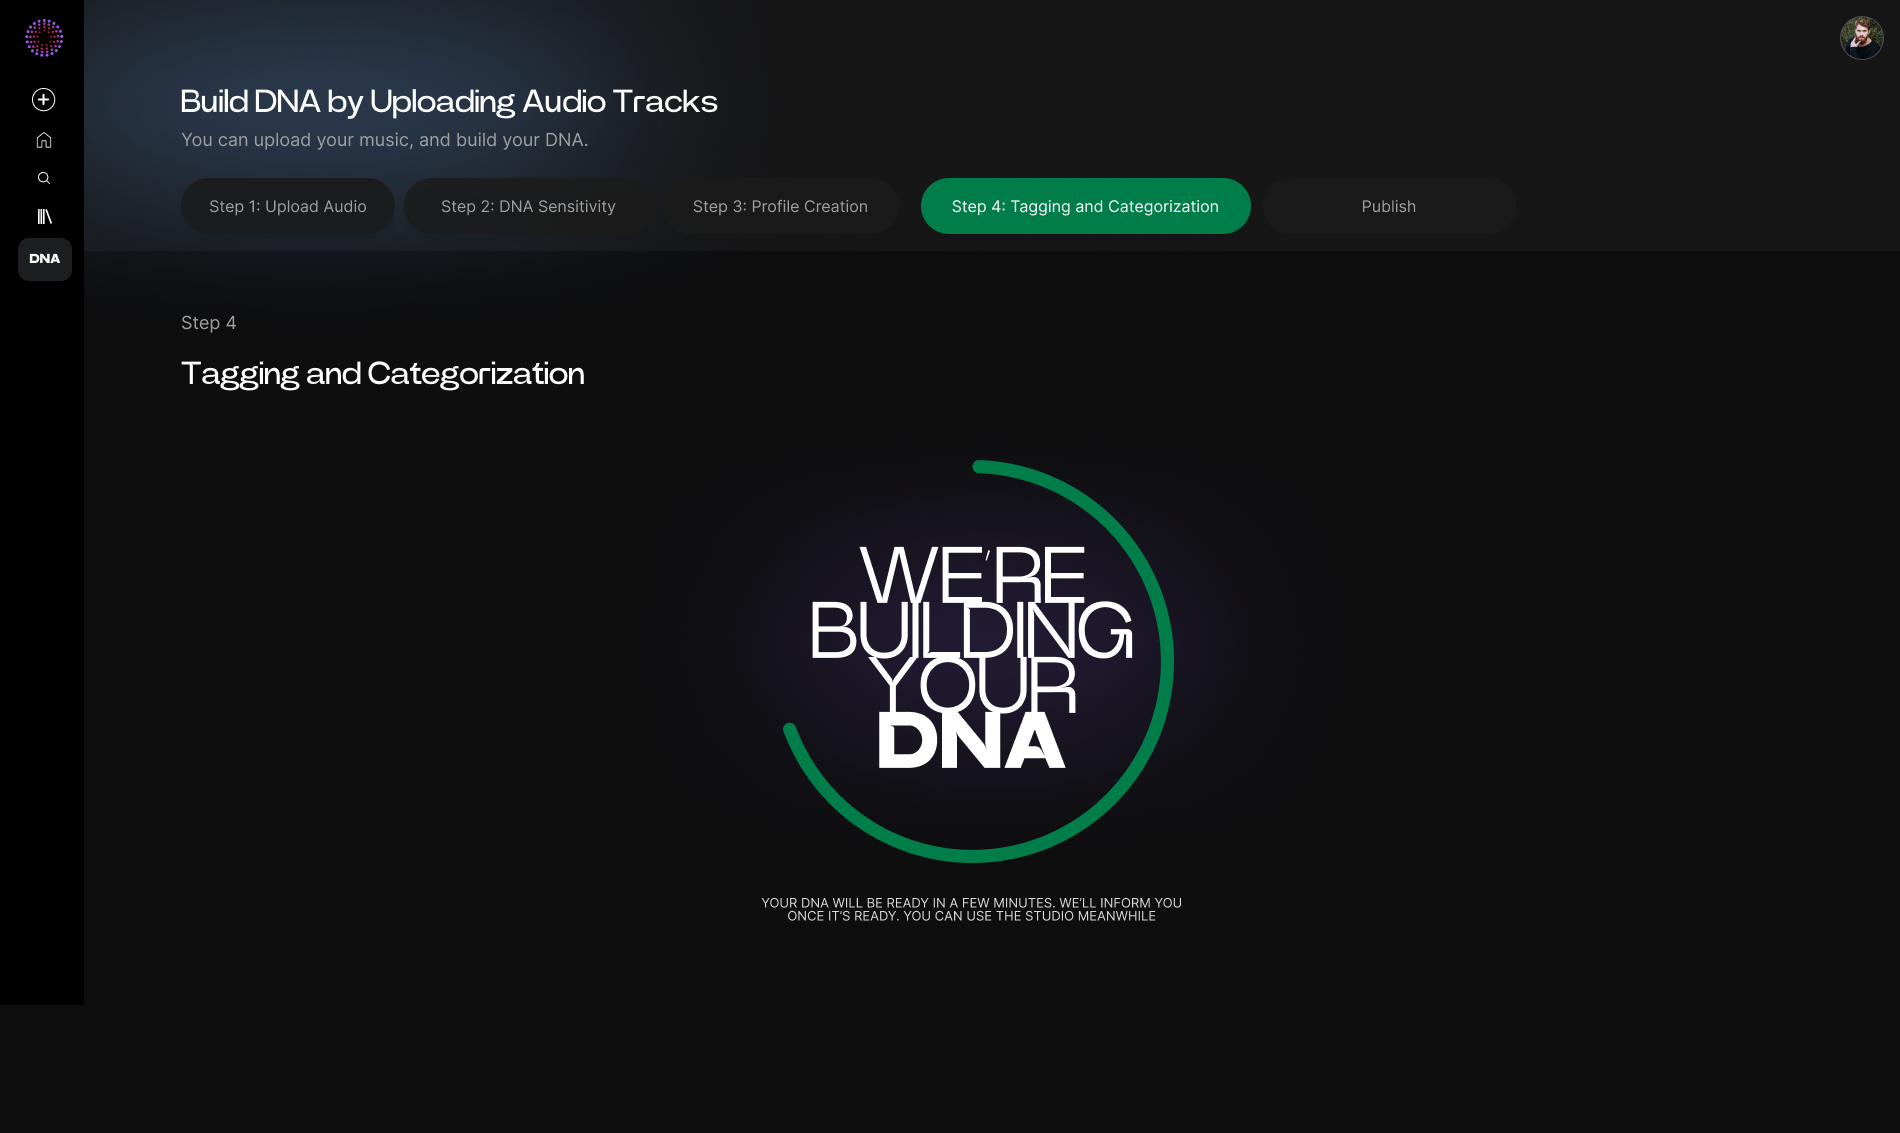 Build DNA by Uploading Audio Tracks
You can upload your music, and build your DNA.
Step 1: Upload Audio
Step 2: DNA Sensitivity
Step 3: Profile Creation
Step 4: Tagging and Categorization
Publish
DNA
Step 4
Tagging and Categorization
WE'RE
BUILDING
YOUR
DNA
YOUR DNA WILL BE READY IN A FEW MINUTES. WE'LL INFORM YOU
ONCE IT'S READY. YOU CAN USE THE STUDIO MEANWHILE